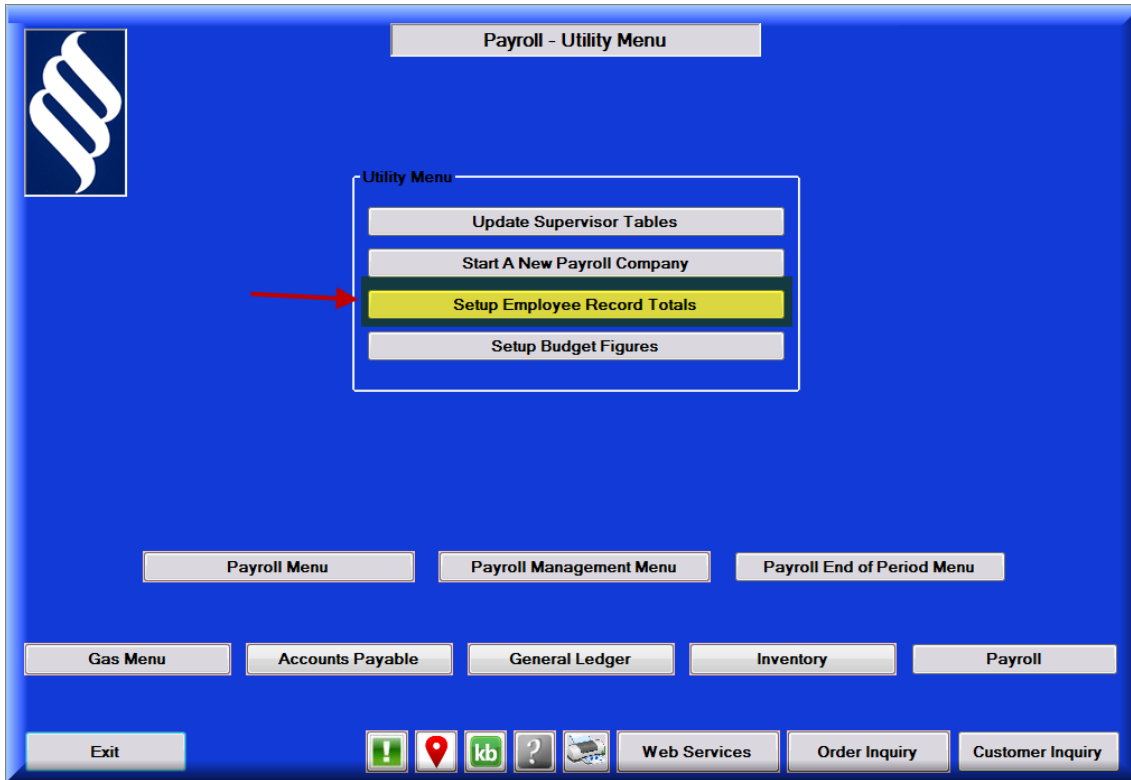 Payroll - Utility Menu
Utility Menu
Update Supervisor Tables
Start A New Payroll Company
Setup Employee Record Totals
Setup Budget Figures
Payroll Menu
Payroll Management Menu
Payroll End of Period Menu
Gas Menu
Accounts Payable
General Ledger
Inventory
Payroll
Exit
!
kb
?
Web Services
Order Inquiry
Customer Inquiry